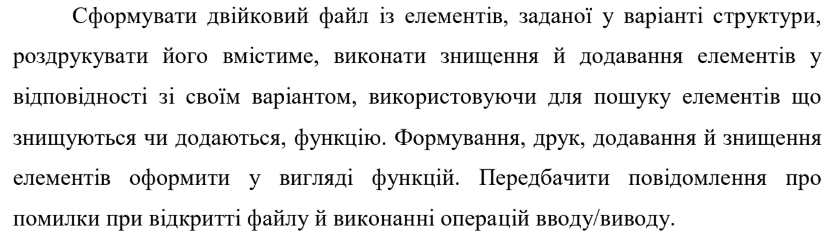 Сформувати двійковий файл із елементів, заданої у варіанті структури,
роздрукувати його вмістиме, виконати знищення й додавання елементів у
відповідності зі своїм варіантом, використовуючи для пошуку елементів що
знищуються чи додаються, функцію. Формування, друк, додавання й знищення
елементів оформити у вигляді функцій. Передбачити повідомлення про
помилки при відкритті файлу й виконанні операцій вводу/виводу.